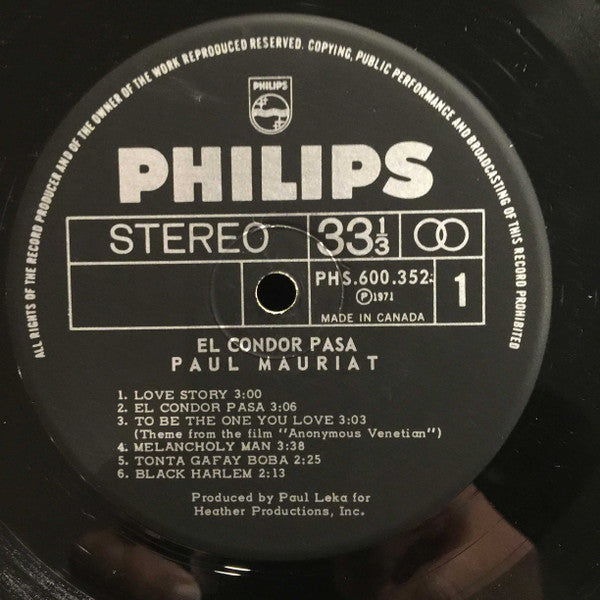 ALL RIGHTS OF THE RECORD PRODUCER AND OF THE OWNER OF THE WORK REPRODUCED RESERVED. COPYING, PUBLIC PERFORMANCE AND BROADCASTING OF THIS RECORD PROHIBITED
PHILIPS
PHILIPS
STEREO 33⅓
PHS.600.352 1
Ⓟ1971
MADE IN CANADA
EL CONDOR PASA
PAUL MAURIAT
1. LOVE STORY 3:00
2. EL CONDOR PASA 3:06
3. TO BE THE ONE YOU LOVE 3:03
(Theme from the film "Anonymous Venetian")
4. MELANCHOLY MAN 3:38
5. TONTA GAFAY BOBA 2:25
6. BLACK HARLEM 2:13
Produced by Paul Leka for
Heather Productions, Inc.